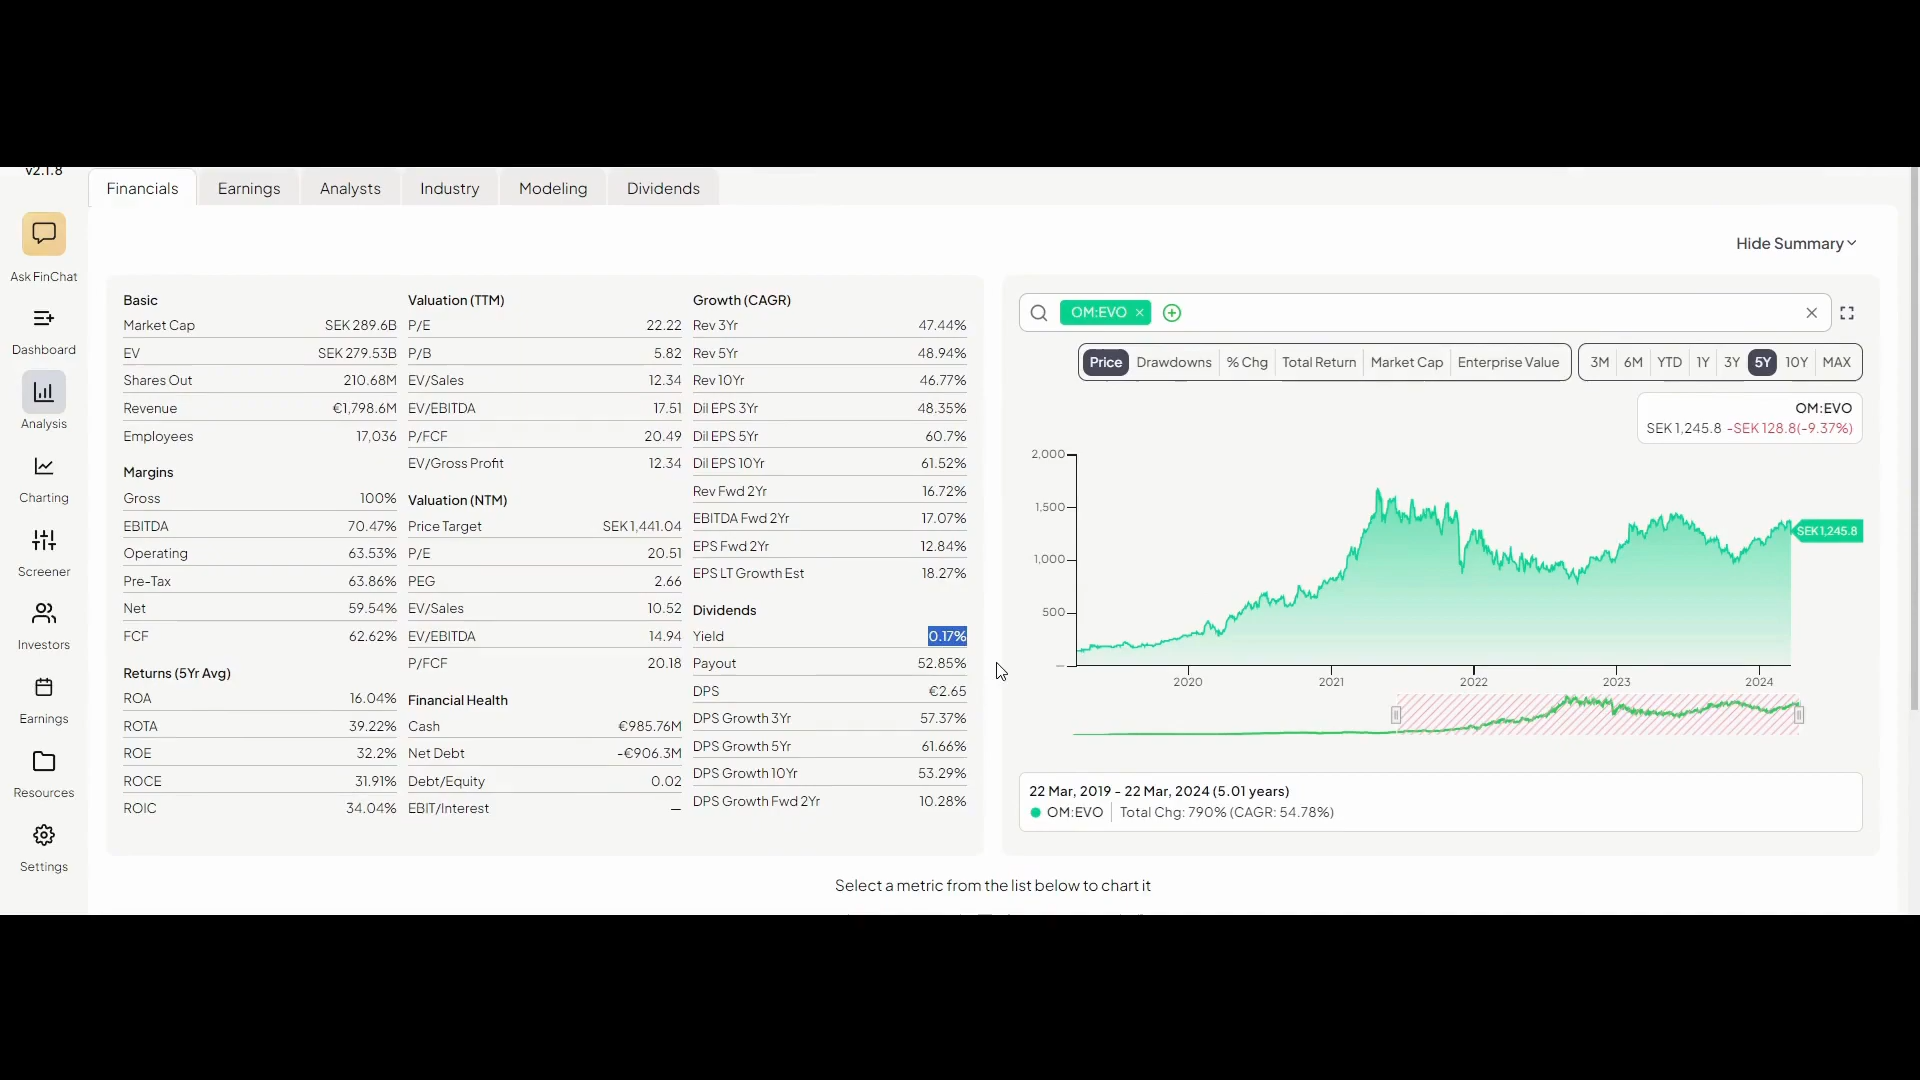 v2.1.8
Ask FinChat
Dashboard
Analysis
Charting
Screener
Investors
Earnings
Resources
Settings
Financials
Earnings
Analysts
Industry
Modeling
Dividends
Hide Summary
Basic
Market Cap SEK 289.6B
EV SEK 279.53B
Shares Out 210.68M
Revenue €1,798.6M
Employees 17,036
Margins
Gross 100%
EBITDA 70.47%
Operating 63.53%
Pre-Tax 63.86%
Net 59.54%
FCF 62.62%
Returns (5Yr Avg)
ROA 16.04%
ROTA 39.22%
ROE 32.2%
ROCE 31.91%
ROIC 34.04%
Valuation (TTM)
P/E 22.22
P/B 5.82
EV/Sales 12.34
EV/EBITDA 17.51
P/FCF 20.49
EV/Gross Profit 12.34
Valuation (NTM)
Price Target SEK 1,441.04
P/E 20.51
PEG 2.66
EV/Sales 10.52
EV/EBITDA 14.94
P/FCF 20.18
Financial Health
Cash €985.76M
Net Debt -€906.3M
Debt/Equity 0.02
EBIT/Interest —
Growth (CAGR)
Rev 3Yr 47.44%
Rev 5Yr 48.94%
Rev 10Yr 46.77%
Dil EPS 3Yr 48.35%
Dil EPS 5Yr 60.7%
Dil EPS 10Yr 61.52%
Rev Fwd 2Yr 16.72%
EBITDA Fwd 2Yr 17.07%
EPS Fwd 2Yr 12.84%
EPS LT Growth Est 18.27%
Dividends
Yield 0.17%
Payout 52.85%
DPS €2.65
DPS Growth 3Yr 57.37%
DPS Growth 5Yr 61.66%
DPS Growth 10Yr 53.29%
DPS Growth Fwd 2Yr 10.28%
OM:EVO ×
Price Drawdowns % Chg Total Return Market Cap Enterprise Value
3M 6M YTD 1Y 3Y 5Y 10Y MAX
OM:EVO
SEK 1,245.8 -SEK 128.8(-9.37%)
2,000
1,500
1,000
500
—
SEK 1,245.8
2020 2021 2022 2023 2024
22 Mar, 2019 - 22 Mar, 2024 (5.01 years)
OM:EVO Total Chg: 790% (CAGR: 54.78%)
Select a metric from the list below to chart it